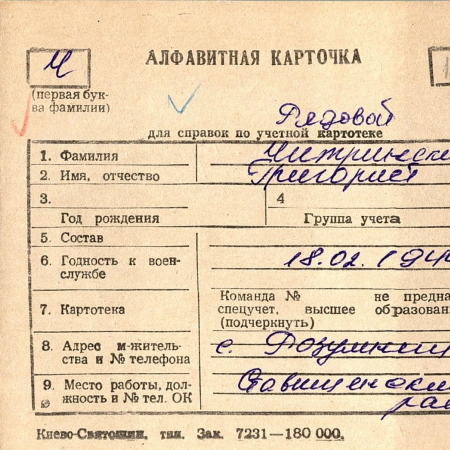 Ч
АЛФАВИТНАЯ КАРТОЧКА
(первая бук-
ва фамилии)
Рядовой
для справок по учетной картотеке
1. Фамилия
2. Имя, отчество Григорий
3.
4
Год рождения
Группа учета
5. Состав
6. Годность к воен-
службе
18.02.194
7. Картотека
Команда № не предна
спецучет, высшее образован
(подчеркнуть)
8. Адрес м-житель-
ства и № телефона
с.
9. Место работы, дол-
жность и № тел. ОК
Киево-Святошин. тип. Зак. 7231—180 000.